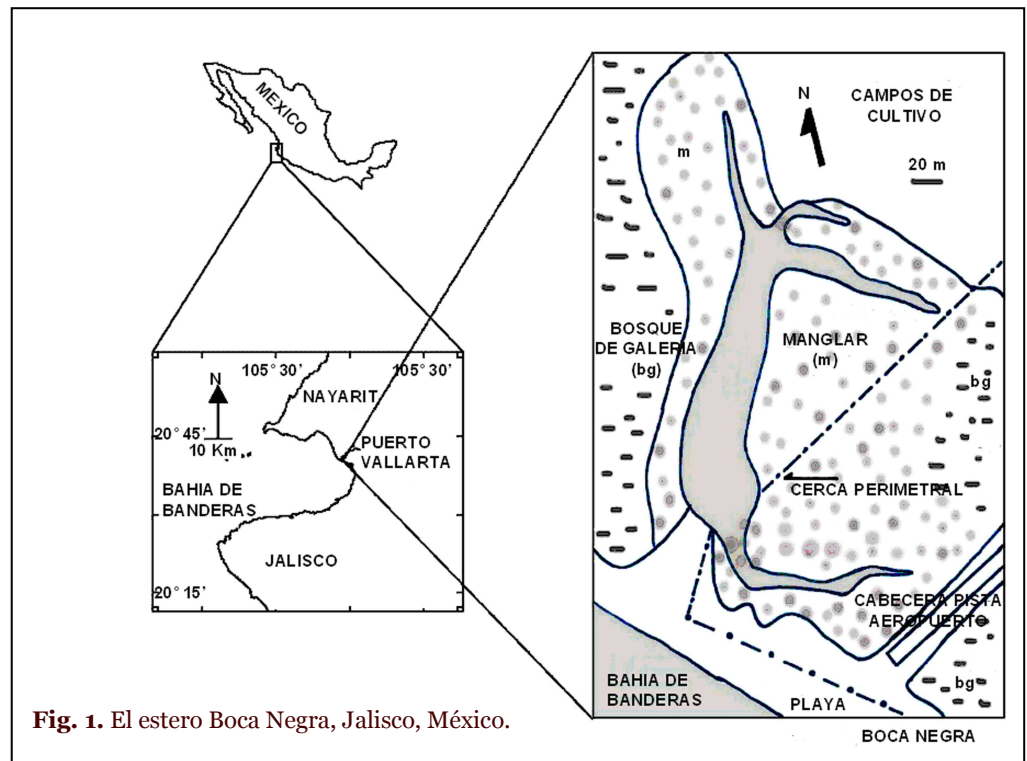 MEXICO
105°30'
105°30'
N
NAYARIT
20°45'
10 Km
PUERTO
VALLARTA
BAHIA DE
BANDERAS
JALISCO
20°15'
N
CAMPOS DE
CULTIVO
m
20 m
BOSQUE
DE GALERIA
(bg)
MANGLAR
(m)
bg
CERCA PERIMETRAL
CABECERA PISTA
AEROPUERTO
BAHIA DE
BANDERAS
bg
PLAYA
BOCA NEGRA
Fig. 1. El estero Boca Negra, Jalisco, México.